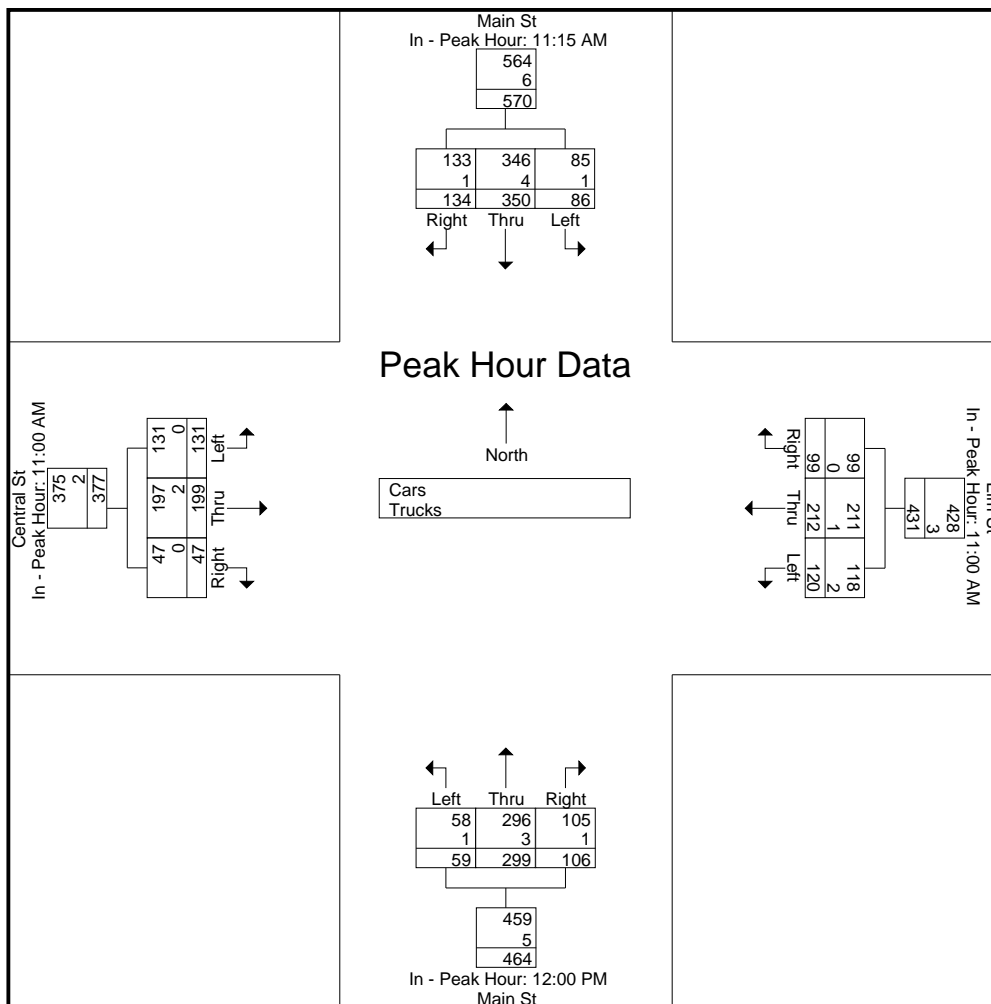 Main St
In - Peak Hour: 11:15 AM
564
6
570
133 346 85
1 4 1
134 350 86
Right Thru Left
Peak Hour Data
North
Cars
Trucks
Central St
In - Peak Hour: 11:00 AM
375
2
377
131 197 47
0 2 0
131 199 47
Left Thru Right
In - Peak Hour: 11:00 AM
428
3
431
99 211 118
0 1 2
99 212 120
Right Thru Left
Left Thru Right
58 296 105
1 3 1
59 299 106
459
5
464
In - Peak Hour: 12:00 PM
Main St